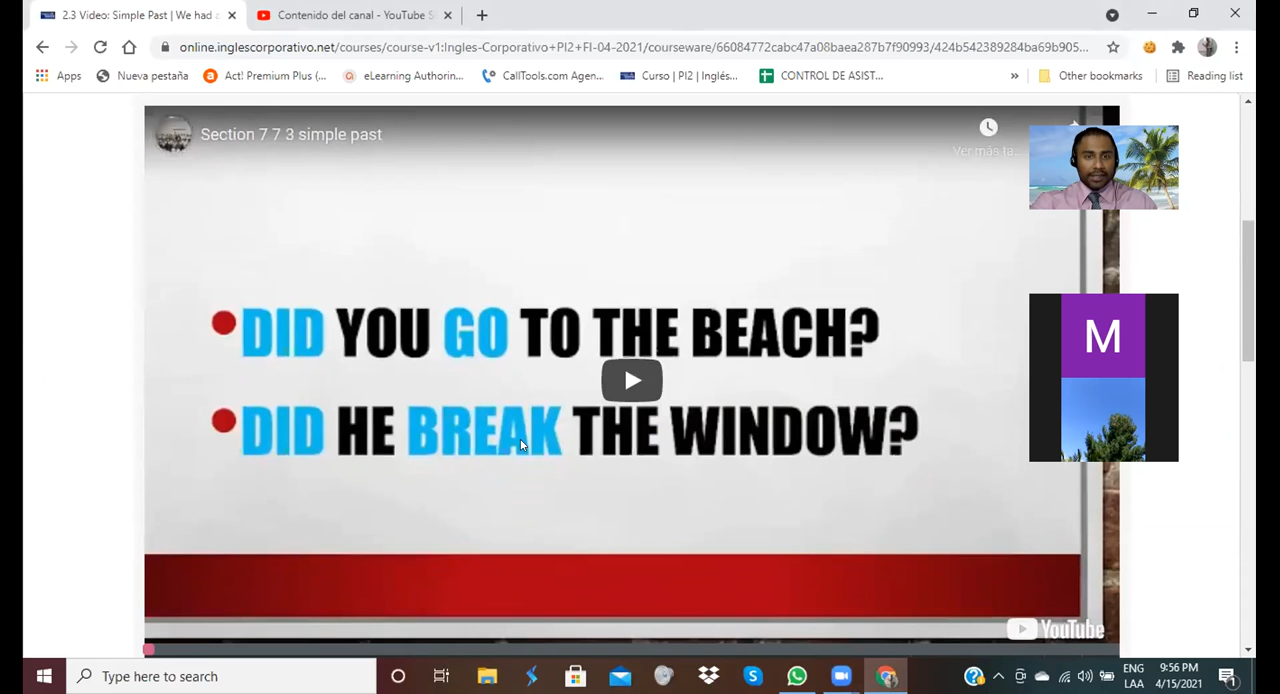 2.3 Video: Simple Past | We had a
Contenido del canal - YouTube S
online.inglescorporativo.net/courses/course-v1:Ingles-Corporativo+PI2+FI-04-2021/courseware/66084772cabc47a08baea287b7f90993/424b542389284ba69b905...
Apps
Nueva pestaña
Act! Premium Plus (...
eLearning Authorin...
CallTools.com Agen...
Curso | PI2 | Inglés...
CONTROL DE ASIST...
»
Other bookmarks
Reading list
Section 7 7 3 simple past
Ver más ta...
•DID YOU GO TO THE BEACH?
•DID HE BREAK THE WINDOW?
M
YouTube
Type here to search
ENG
LAA
9:56 PM
4/15/2021
1